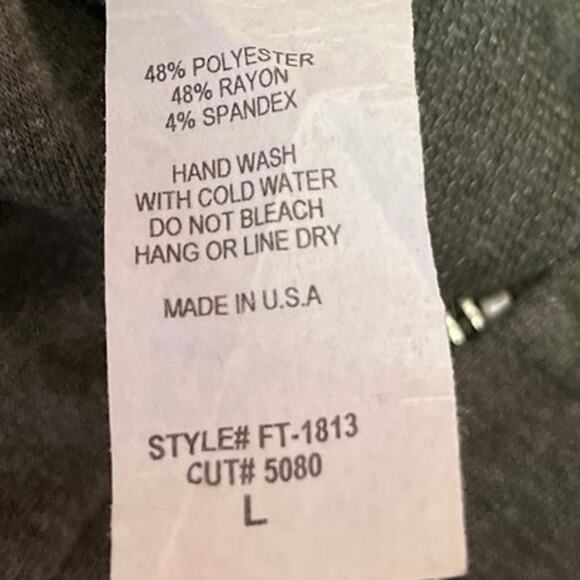 48% POLYESTER
48% RAYON
4% SPANDEX
HAND WASH
WITH COLD WATER
DO NOT BLEACH
HANG OR LINE DRY
MADE IN U.S.A
STYLE# FT-1813
CUT# 5080
L